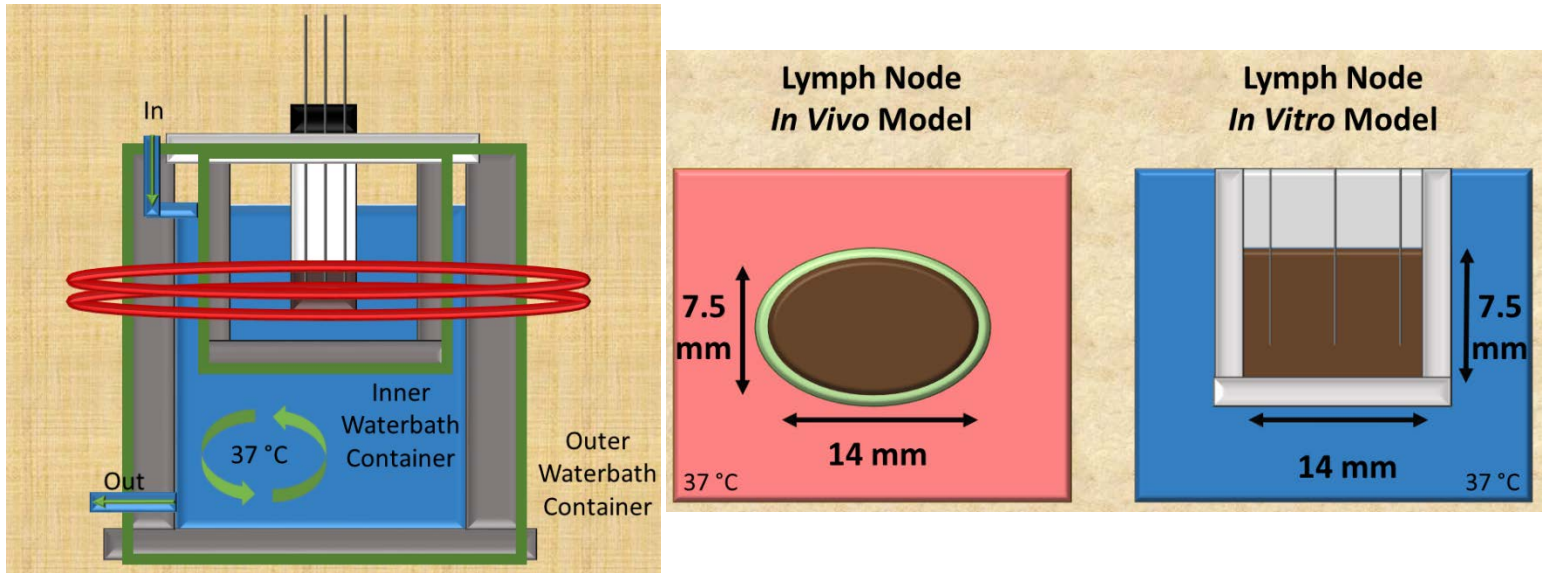 In
Inner
Waterbath
Container
37 °C
Outer
Waterbath
Container
Out
Lymph Node
In Vivo Model
7.5
mm
14 mm
37 °C
Lymph Node
In Vitro Model
7.5
mm
14 mm
37 °C